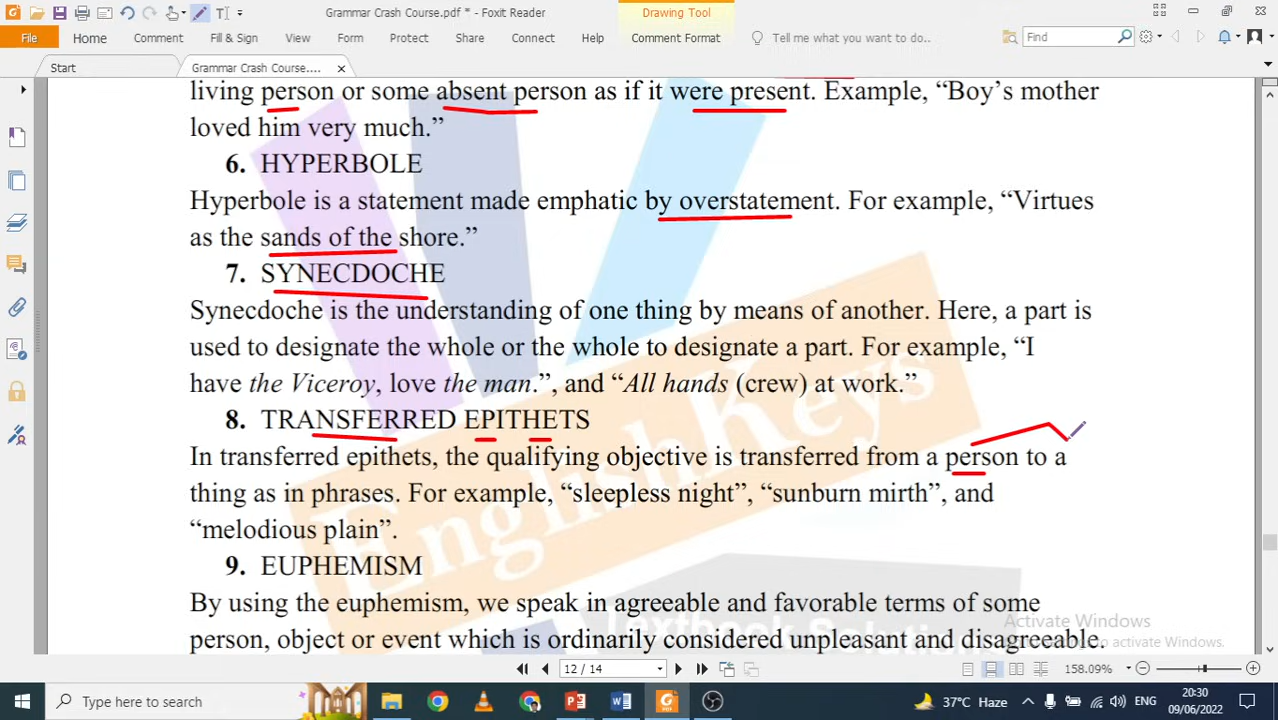 Grammar Crash Course.pdf * - Foxit Reader
Drawing Tool
File Home Comment Fill & Sign View Form Protect Share Connect Help Comment Format Tell me what you want to do.. Find
Start Grammar Crash Course....
living person or some absent person as if it were present. Example, “Boy’s mother
loved him very much.”
6. HYPERBOLE
Hyperbole is a statement made emphatic by overstatement. For example, “Virtues
as the sands of the shore.”
7. SYNECDOCHE
Synecdoche is the understanding of one thing by means of another. Here, a part is
used to designate the whole or the whole to designate a part. For example, “I
have the Viceroy, love the man.”, and “All hands (crew) at work.”
8. TRANSFERRED EPITHETS
In transferred epithets, the qualifying objective is transferred from a person to a
thing as in phrases. For example, “sleepless night”, “sunburn mirth”, and
“melodious plain”.
9. EUPHEMISM
By using the euphemism, we speak in agreeable and favorable terms of some
person, object or event which is ordinarily considered unpleasant and disagreeable.
EnglishKeys
Textbook Solutions
Activate Windows
Go to Settings to activate Windows.
12 / 14
158.09%
Type here to search
37°C Haze
ENG
20:30
09/06/2022